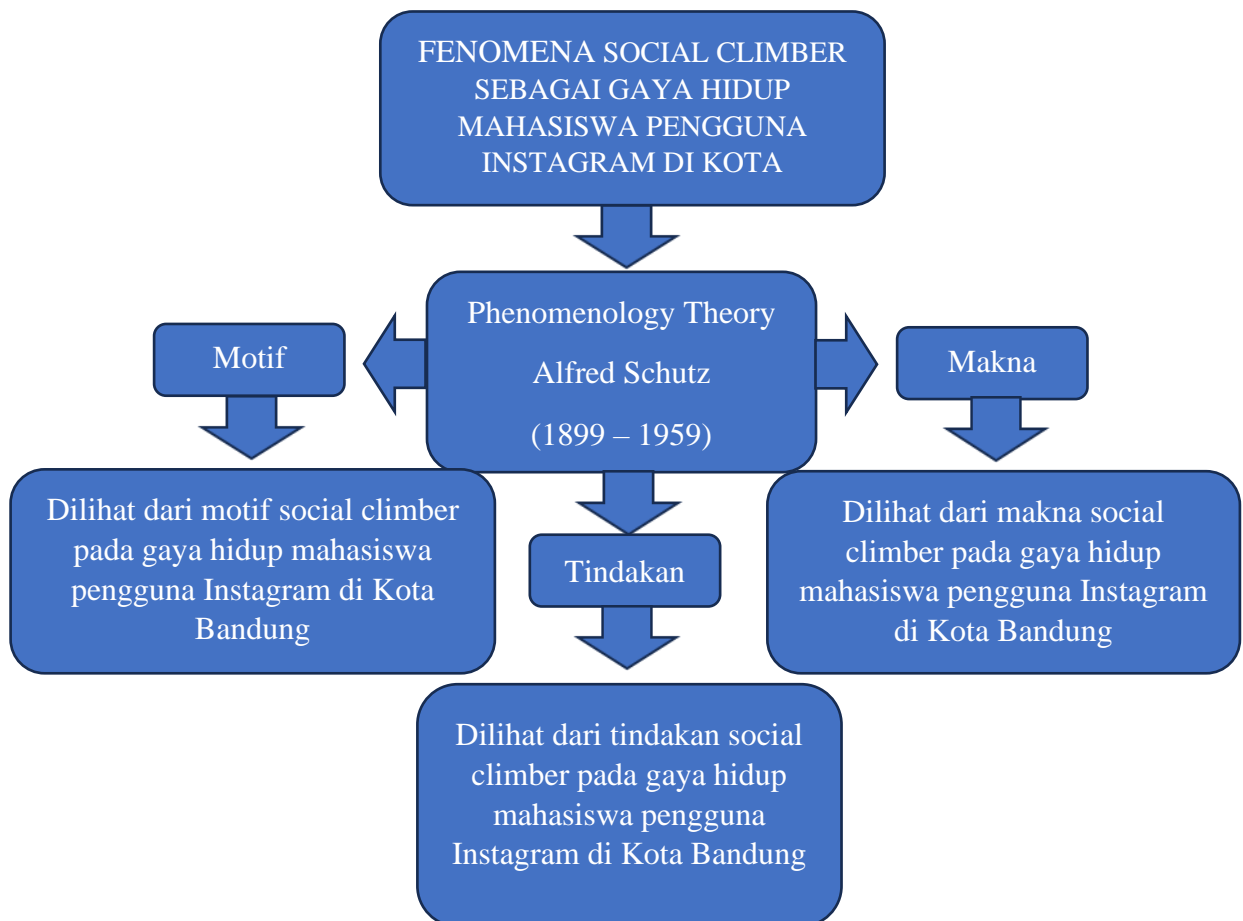 FENOMENA SOCIAL CLIMBER
SEBAGAI GAYA HIDUP
MAHASISWA PENGGUNA
INSTAGRAM DI KOTA
Phenomenology Theory
Alfred Schutz
(1899 – 1959)
Motif
Makna
Dilihat dari motif social climber
pada gaya hidup mahasiswa
pengguna Instagram di Kota
Bandung
Tindakan
Dilihat dari makna social
climber pada gaya hidup
mahasiswa pengguna Instagram
di Kota Bandung
Dilihat dari tindakan social
climber pada gaya hidup
mahasiswa pengguna
Instagram di Kota Bandung